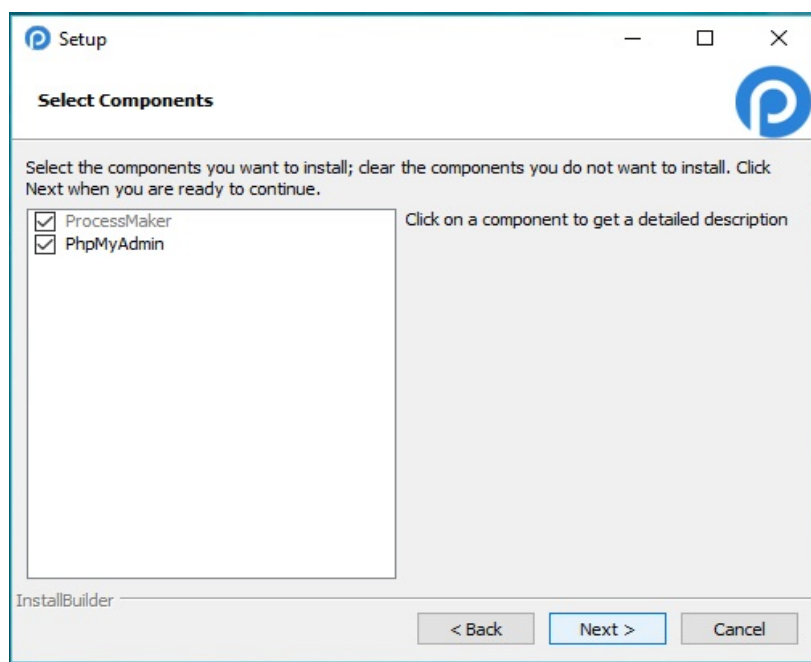 Setup
Select Components
Select the components you want to install; clear the components you do not want to install. Click
Next when you are ready to continue.
ProcessMaker
PhpMyAdmin
Click on a component to get a detailed description
InstallBuilder
< Back
Next >
Cancel